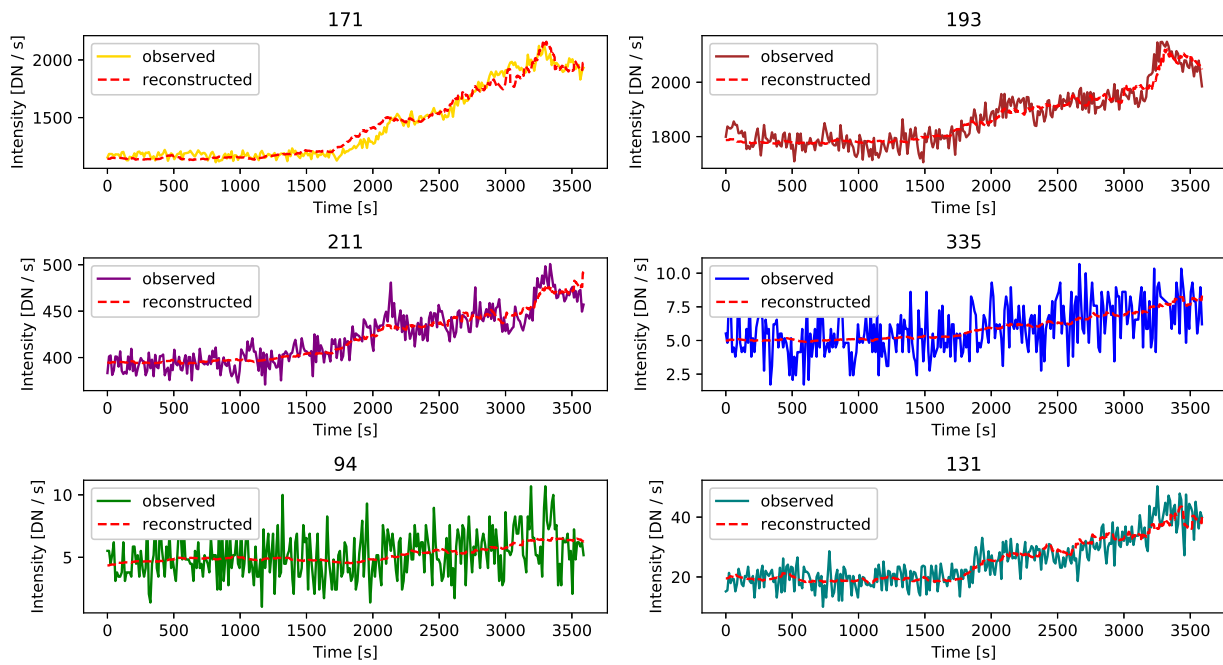 171
Intensity [DN / s]
2000
1500
observed
reconstructed
0 500 1000 1500 2000 2500 3000 3500
Time [s]
193
Intensity [DN / s]
2000
1800
observed
reconstructed
0 500 1000 1500 2000 2500 3000 3500
Time [s]
211
Intensity [DN / s]
500
450
400
observed
reconstructed
0 500 1000 1500 2000 2500 3000 3500
Time [s]
335
Intensity [DN / s]
10.0
7.5
5.0
2.5
observed
reconstructed
0 500 1000 1500 2000 2500 3000 3500
Time [s]
94
Intensity [DN / s]
10
5
observed
reconstructed
0 500 1000 1500 2000 2500 3000 3500
Time [s]
131
Intensity [DN / s]
40
20
observed
reconstructed
0 500 1000 1500 2000 2500 3000 3500
Time [s]